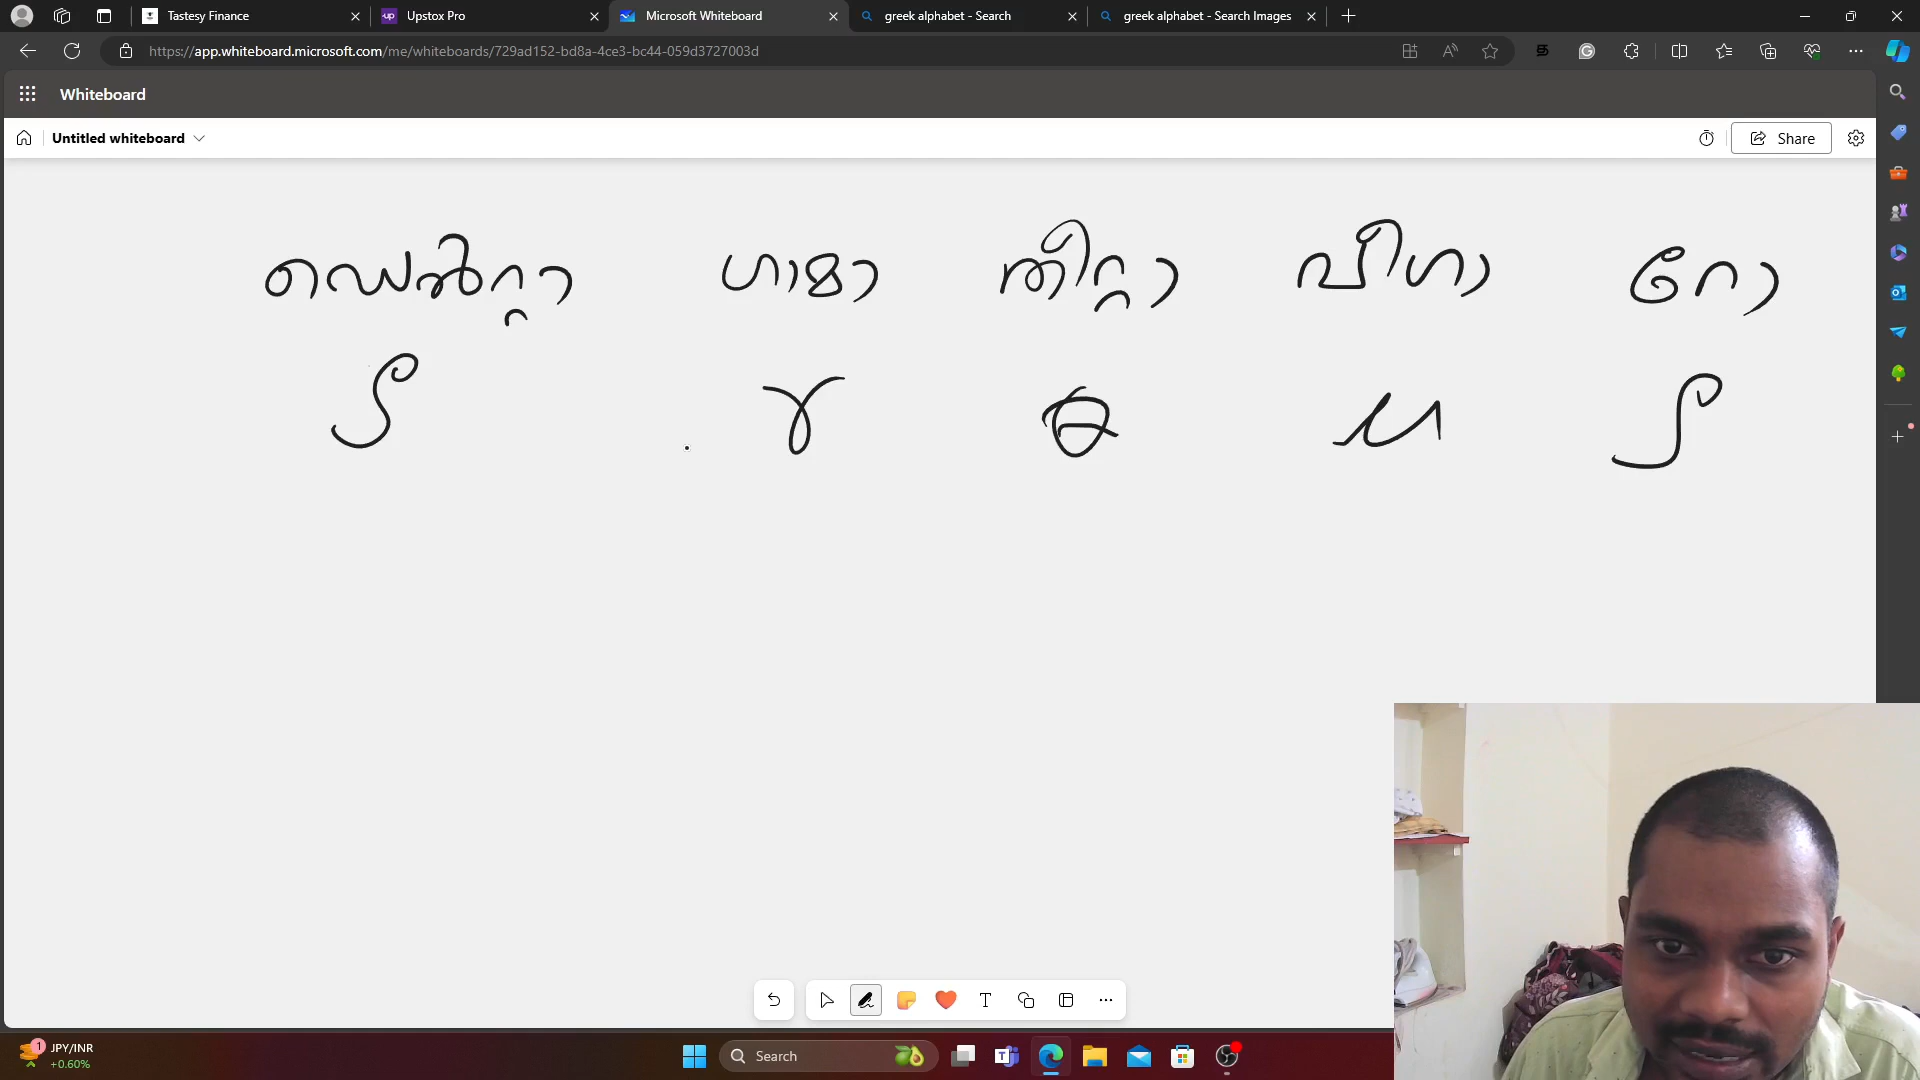 Tastesy Finance
Upstox Pro
Microsoft Whiteboard
greek alphabet - Search
greek alphabet - Search Images
https://app.whiteboard.microsoft.com/me/whiteboards/729ad152-bd8a-4ce3-bc44-059d3727003d
Whiteboard
Untitled whiteboard
Share
ഡെൽറ്റാ ഗാമാ തീറ്റാ വീഗാ റോ
δ γ θ μ ρ
T
1 JPY/INR
+0.60%
Search